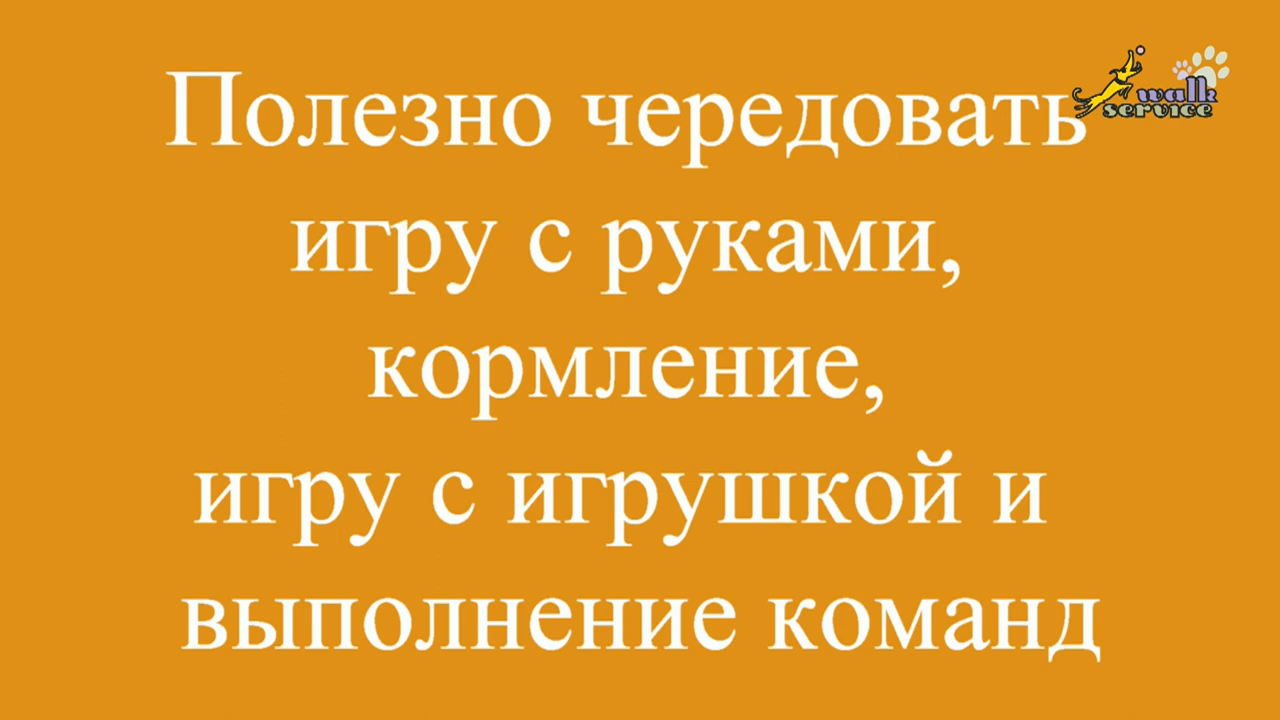 Полезно чередовать
игру с руками,
кормление,
игру с игрушкой и
выполнение команд
walk
service